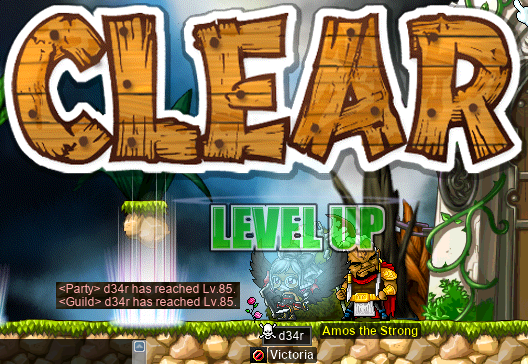 CLEAR
LEVEL UP
<Party> d34r has reached Lv.85.
<Guild> d34r has reached Lv.85.
d34r
Amos the Strong
Victoria